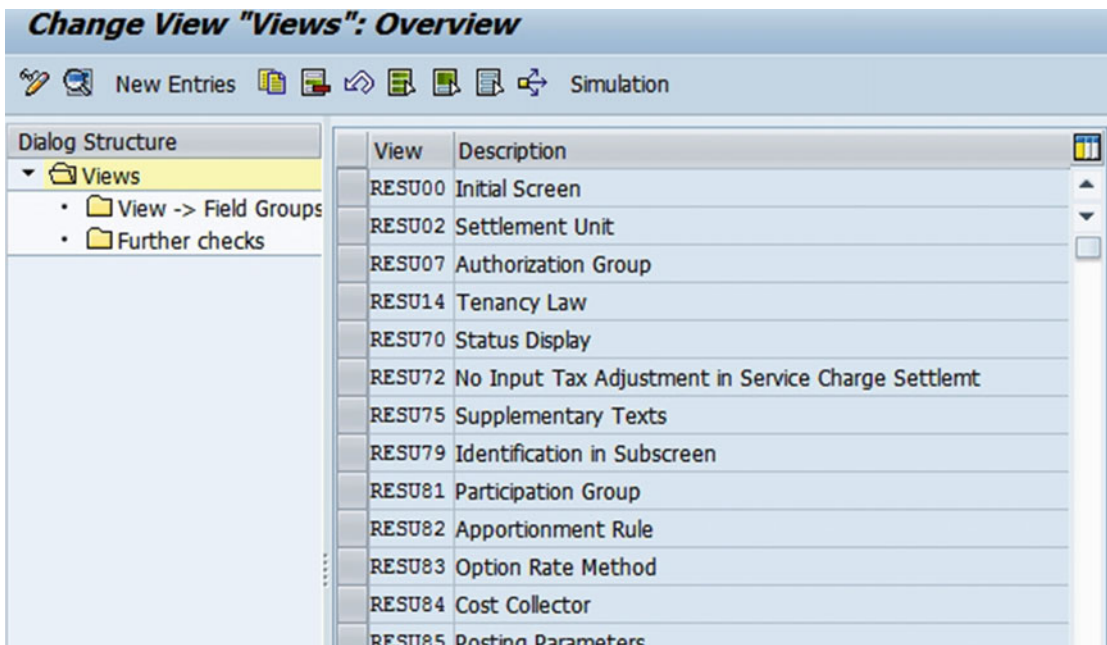 Change View "Views": Overview
New Entries Simulation
Dialog Structure
Views
View -> Field Groups
Further checks
View Description
RESU00 Initial Screen
RESU02 Settlement Unit
RESU07 Authorization Group
RESU14 Tenancy Law
RESU70 Status Display
RESU72 No Input Tax Adjustment in Service Charge Settlemt
RESU75 Supplementary Texts
RESU79 Identification in Subscreen
RESU81 Participation Group
RESU82 Apportionment Rule
RESU83 Option Rate Method
RESU84 Cost Collector
RESU85 Posting Parameters